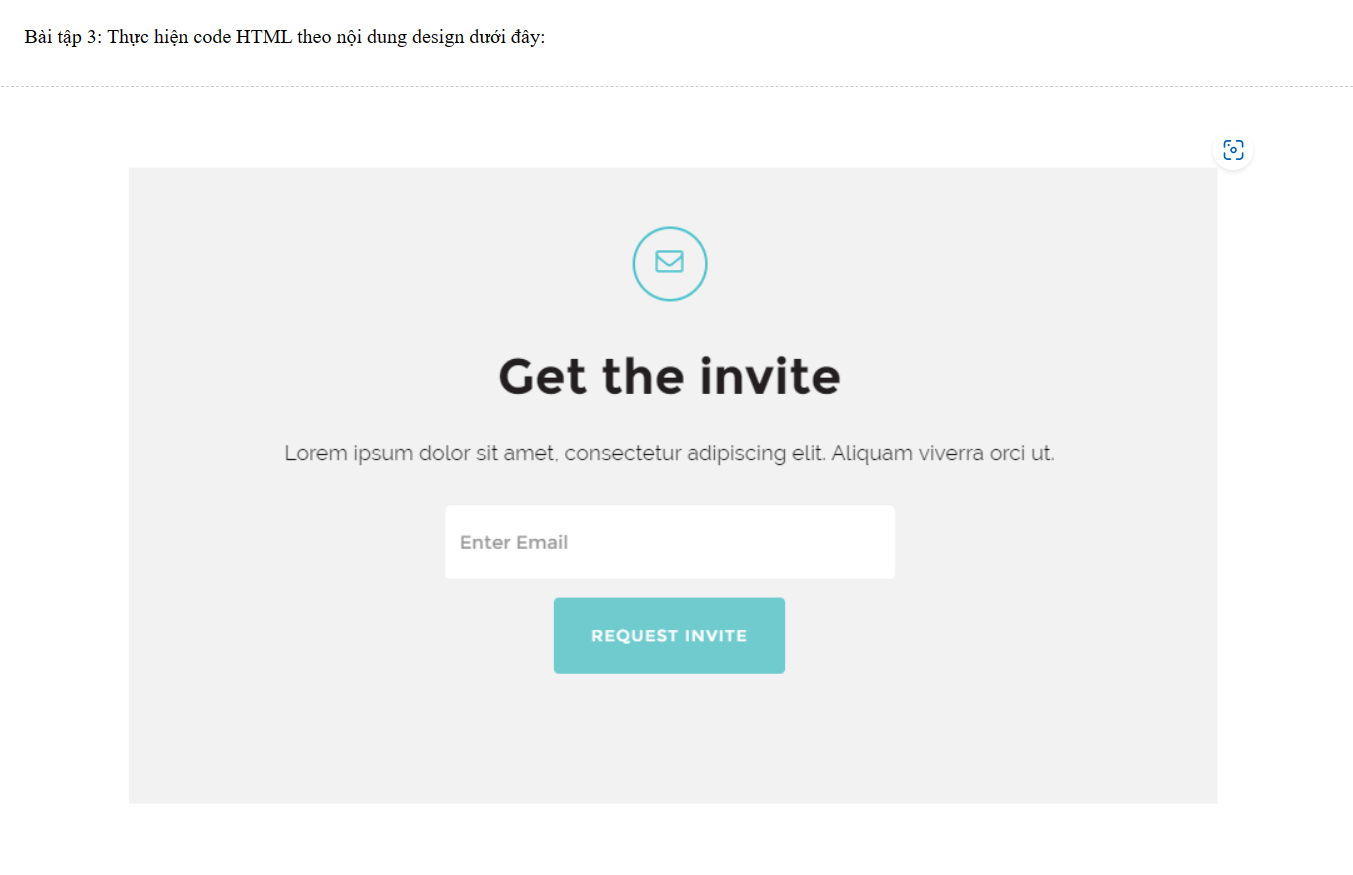 Bài tập 3: Thực hiện code HTML theo nội dung design dưới đây:
Get the invite
Lorem ipsum dolor sit amet, consectetur adipiscing elit. Aliquam viverra orci ut.
Enter Email
REQUEST INVITE